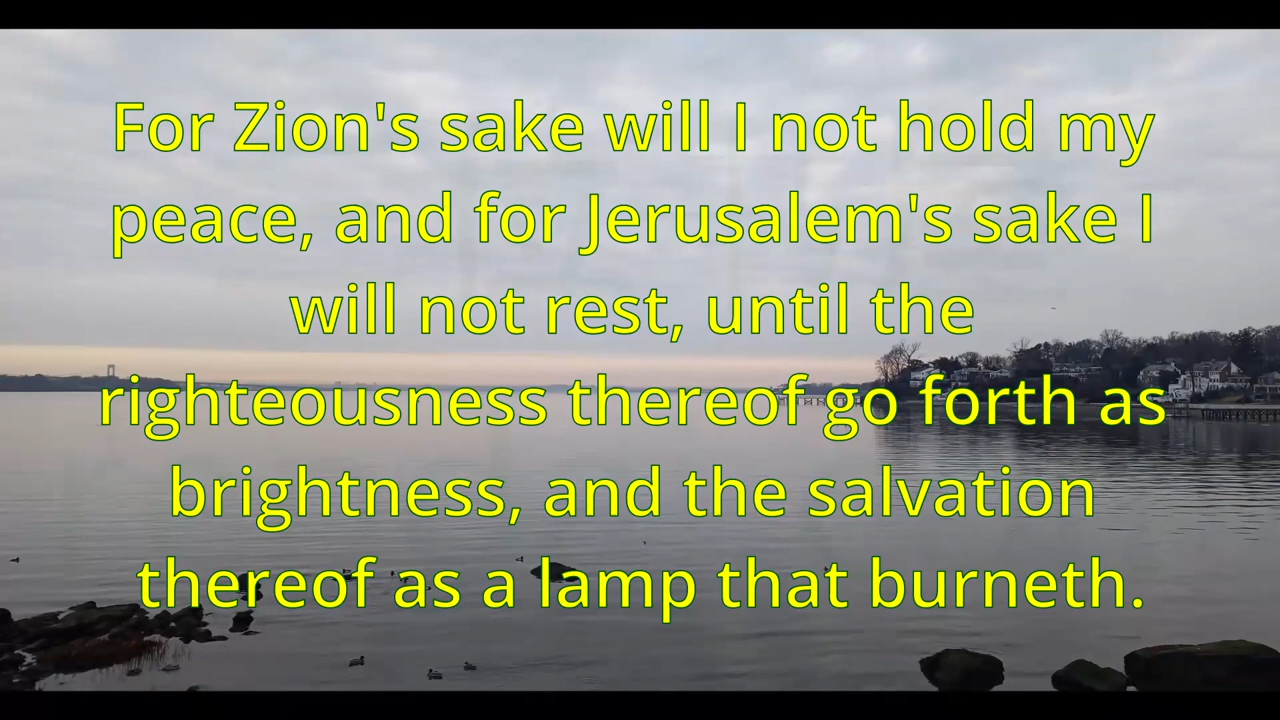 For Zion's sake will I not hold my
peace, and for Jerusalem's sake I
will not rest, until the
righteousness thereof go forth as
brightness, and the salvation
thereof as a lamp that burneth.